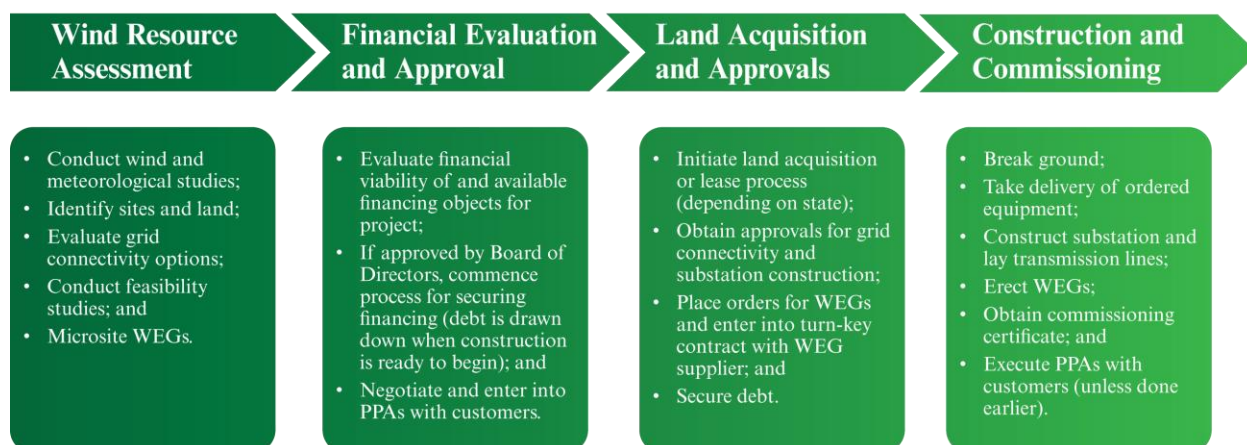 Wind Resource
Assessment
Financial Evaluation
and Approval
Land Acquisition
and Approvals
Construction and
Commissioning
• Conduct wind and
meteorological studies;
• Identify sites and land;
• Evaluate grid
connectivity options;
• Conduct feasibility
studies; and
• Microsite WEGs.
• Evaluate financial
viability of and available
financing objects for
project;
• If approved by Board of
Directors, commence
process for securing
financing (debt is drawn
down when construction
is ready to begin); and
• Negotiate and enter into
PPAs with customers.
• Initiate land acquisition
or lease process
(depending on state);
• Obtain approvals for grid
connectivity and
substation construction;
• Place orders for WEGs
and enter into turn-key
contract with WEG
supplier; and
• Secure debt.
• Break ground;
• Take delivery of ordered
equipment;
• Construct substation and
lay transmission lines;
• Erect WEGs;
• Obtain commissioning
certificate; and
• Execute PPAs with
customers (unless done
earlier).